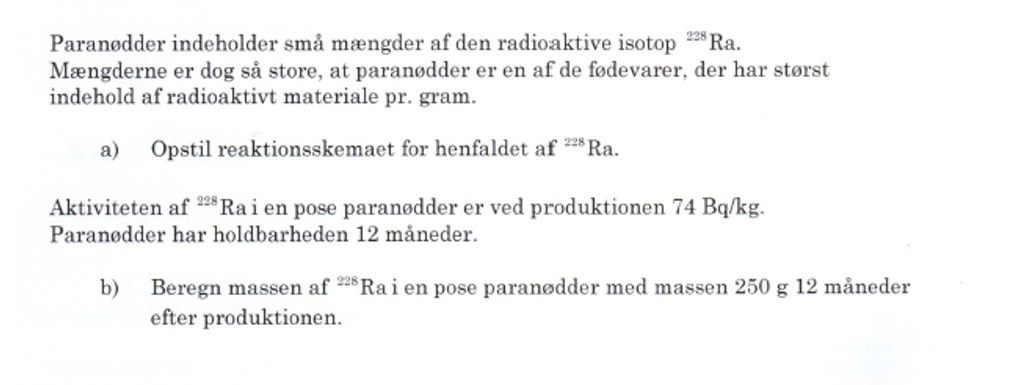 Paranødder indeholder små mængder af den radioaktive isotop ²²⁸Ra.
Mængderne er dog så store, at paranødder er en af de fødevarer, der har størst
indehold af radioaktivt materiale pr. gram.
a) Opstil reaktionsskemaet for henfaldet af ²²⁸Ra.
Aktiviteten af ²²⁸Ra i en pose paranødder er ved produktionen 74 Bq/kg.
Paranødder har holdbarheden 12 måneder.
b) Beregn massen af ²²⁸Ra i en pose paranødder med massen 250 g 12 måneder
efter produktionen.